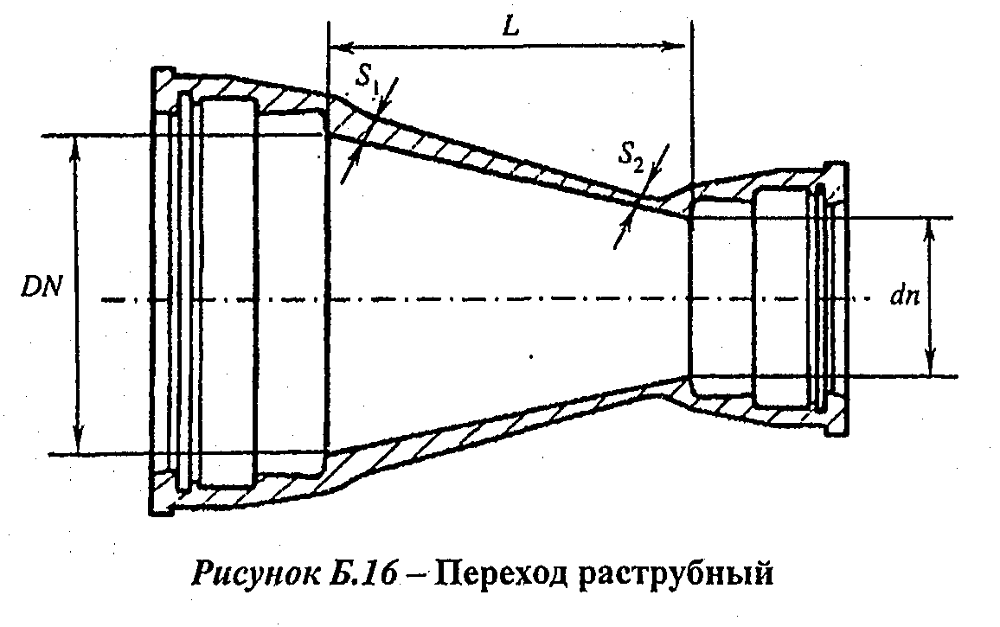 L
S₁
S₂
DN
dn
Рисунок Б.16 – Переход раструбный